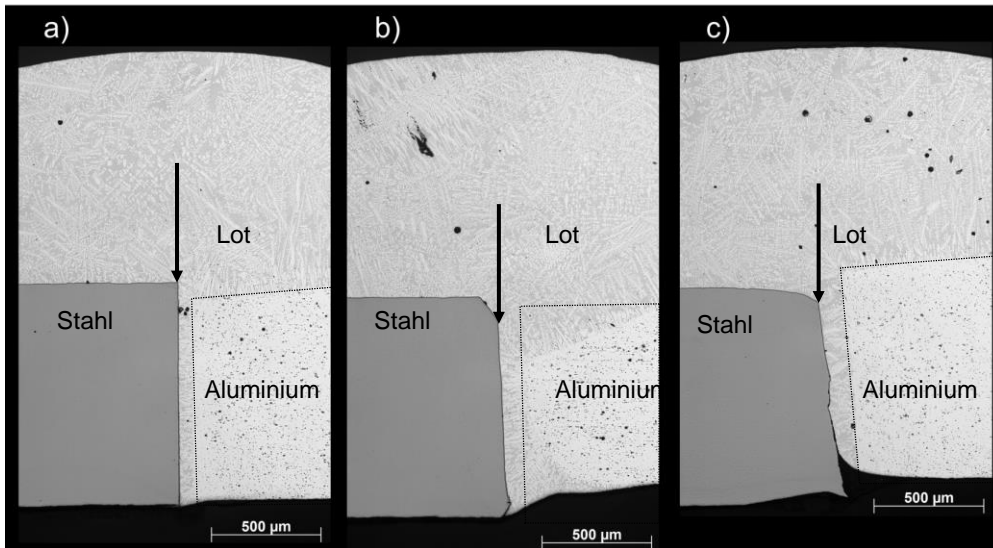 a)
Lot
Stahl
Aluminium
500 µm
b)
Lot
Stahl
Aluminium
500 µm
c)
Lot
Stahl
Aluminium
500 µm